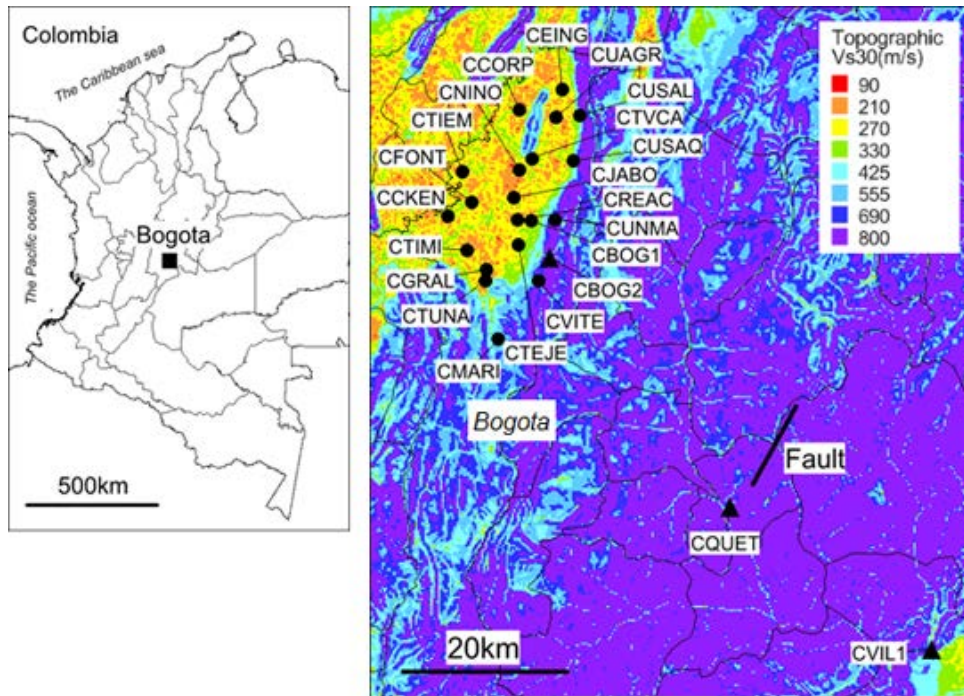 Colombia
The Caribbean sea
The Pacific ocean
Bogota
500km
CEING
CUAGR
CCORP
CNINO
CUSAL
CTIEM
CTVCA
CFONT
CUSAQ
CJABO
CCKEN
CREAC
CUNMA
CTIMI
CBOG1
CGRAL
CBOG2
CTUNA
CVITE
CTEJE
CMARI
Bogota
Fault
CQUET
20km
CVIL1
Topographic
Vs30(m/s)
90
210
270
330
425
555
690
800